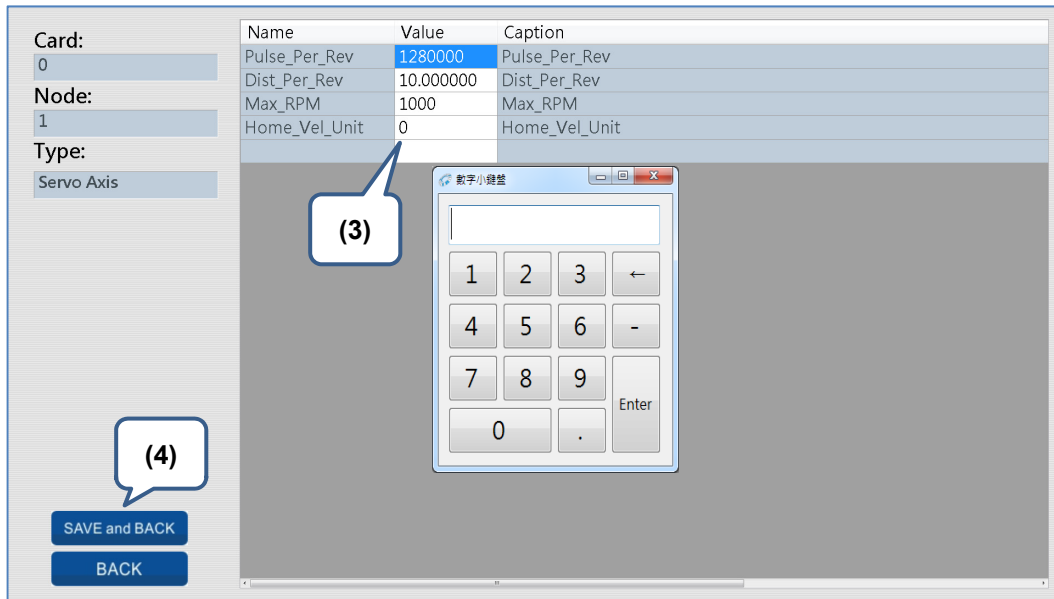 Card:
0
Node:
1
Type:
Servo Axis
Name Value Caption
Pulse_Per_Rev 1280000 Pulse_Per_Rev
Dist_Per_Rev 10.000000 Dist_Per_Rev
Max_RPM 1000 Max_RPM
Home_Vel_Unit 0 Home_Vel_Unit
(3)
數字小鍵盤
1 2 3 ←
4 5 6 -
7 8 9 Enter
0 .
(4)
SAVE and BACK
BACK